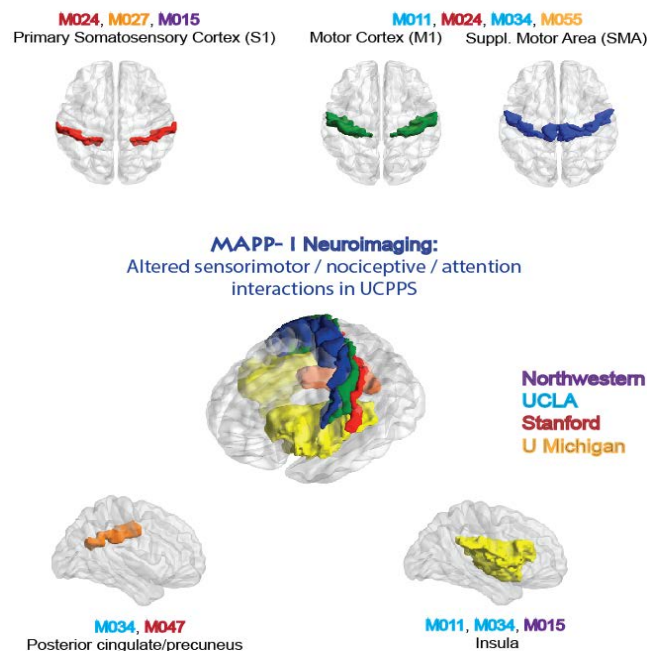 M024, M027, M015
Primary Somatosensory Cortex (S1)
M011, M024, M034, M055
Motor Cortex (M1) Suppl. Motor Area (SMA)
MAPP- I Neuroimaging:
Altered sensorimotor / nociceptive / attention
interactions in UCPPS
Northwestern
UCLA
Stanford
U Michigan
M034, M047
Posterior cingulate/precuneus
M011, M034, M015
Insula